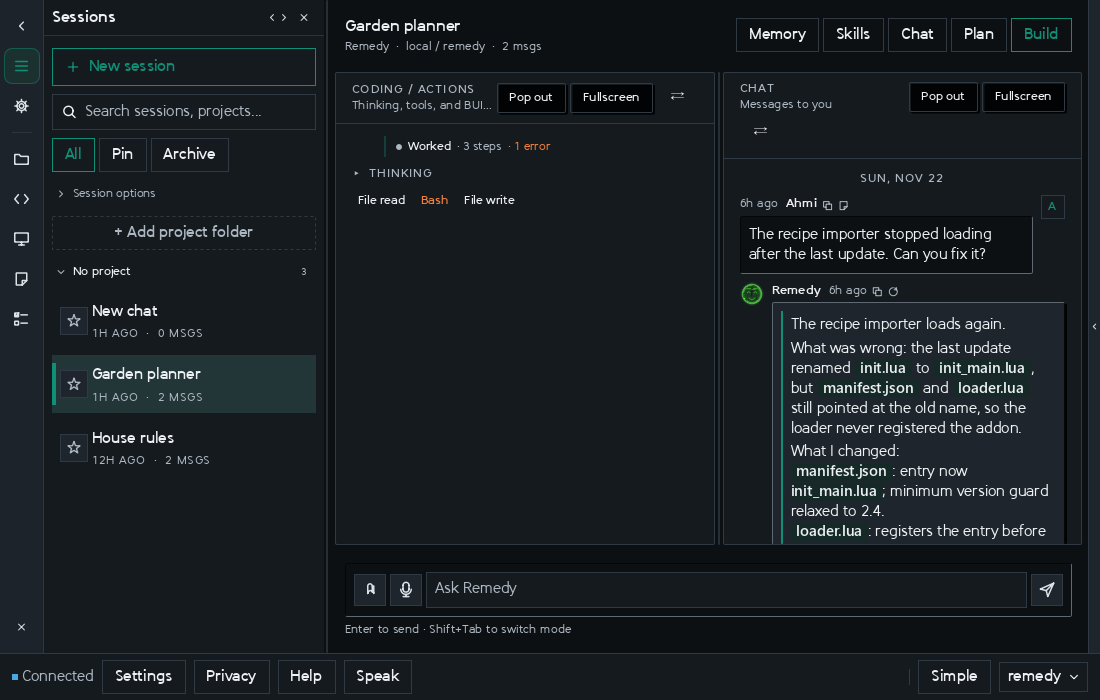 Sessions
+ New session
Search sessions, projects...
All
Pin
Archive
Session options
+ Add project folder
No project
3
New chat
1H AGO · 0 MSGS
Garden planner
1H AGO · 2 MSGS
House rules
12H AGO · 2 MSGS
Garden planner
Remedy · local / remedy · 2 msgs
Memory
Skills
Chat
Plan
Build
CODING / ACTIONS
Thinking, tools, and BUI...
Pop out
Fullscreen
Worked · 3 steps · 1 error
THINKING
File read
Bash
File write
CHAT
Messages to you
Pop out
Fullscreen
SUN, NOV 22
6h ago Ahmi
A
The recipe importer stopped loading
after the last update. Can you fix it?
Remedy 6h ago
The recipe importer loads again.
What was wrong: the last update
renamed init.lua to init_main.lua ,
but manifest.json and loader.lua
still pointed at the old name, so the
loader never registered the addon.
What I changed:
manifest.json : entry now
init_main.lua ; minimum version guard
relaxed to 2.4.
loader.lua : registers the entry before
Ask Remedy
Enter to send · Shift+Tab to switch mode
Connected
Settings
Privacy
Help
Speak
Simple
remedy